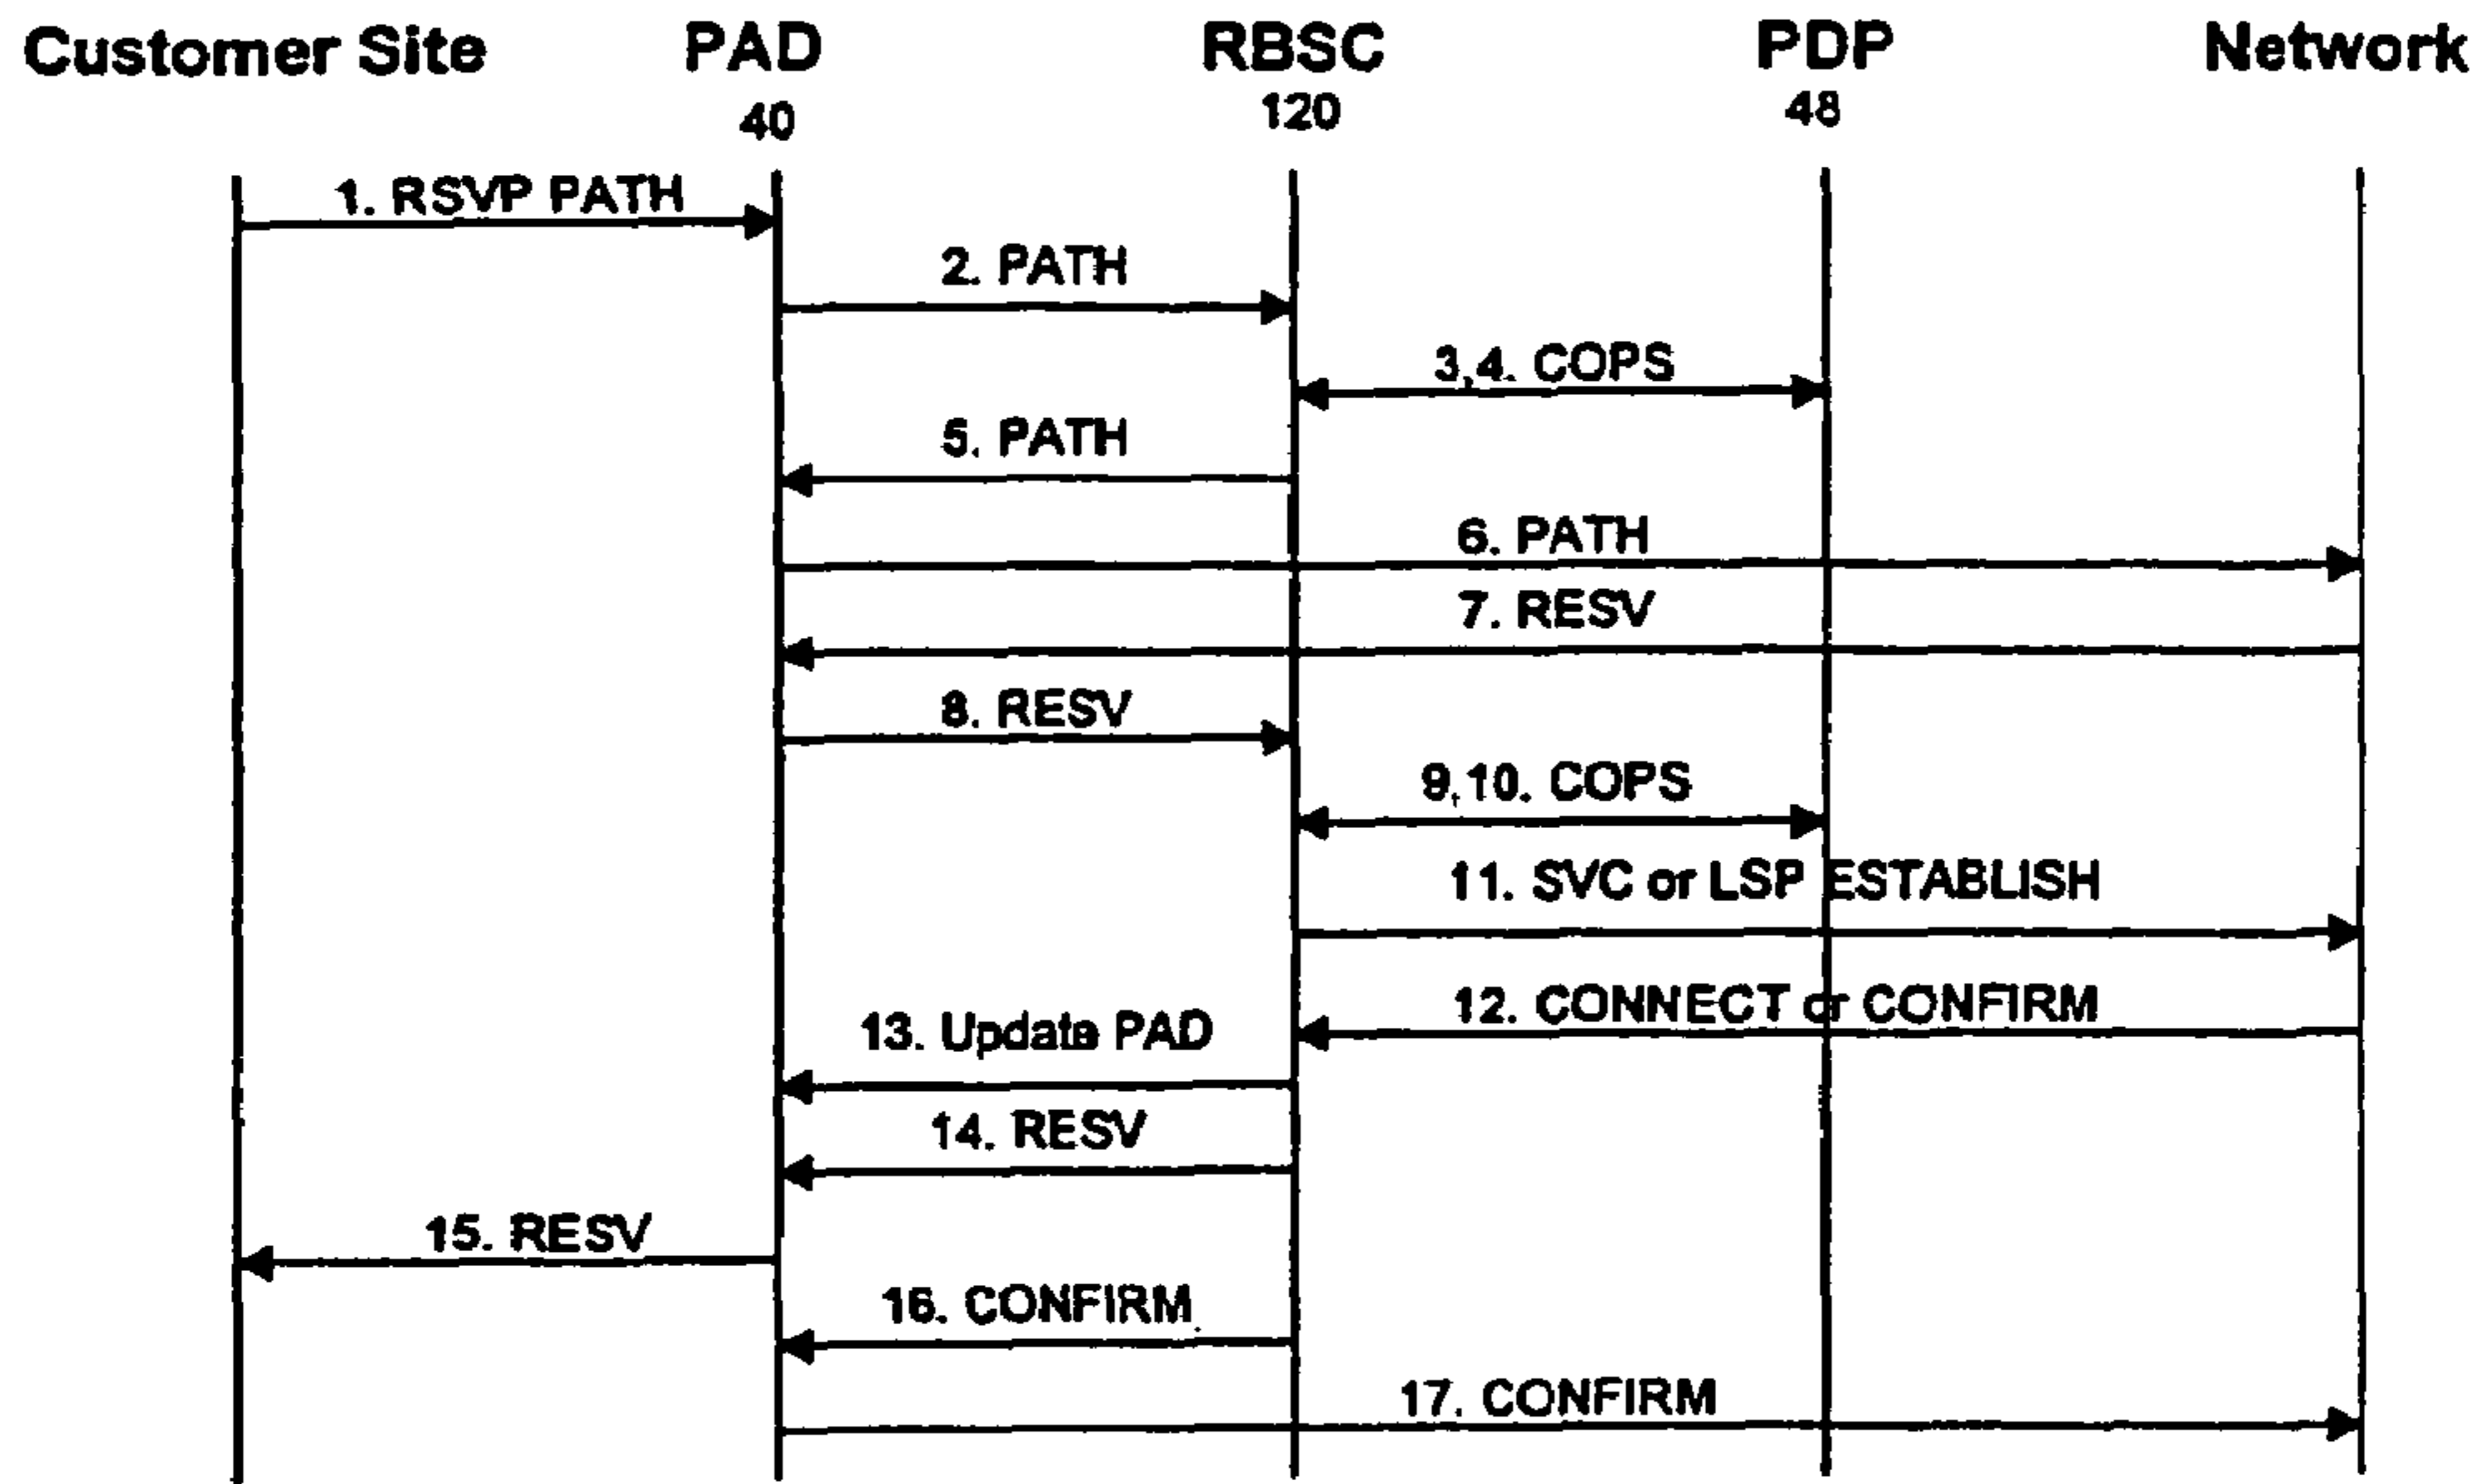 Customer Site PAD RBSC PDP Network
40 120 48
1. RSVP PATH
2. PATH
3,4. COPS
5. PATH
6. PATH
7. RESV
8. RESV
9,10. COPS
11. SVC or LSP ESTABLISH
12. CONNECT or CONFIRM
13. Update PAD
14. RESV
15. RESV
16. CONFIRM
17. CONFIRM